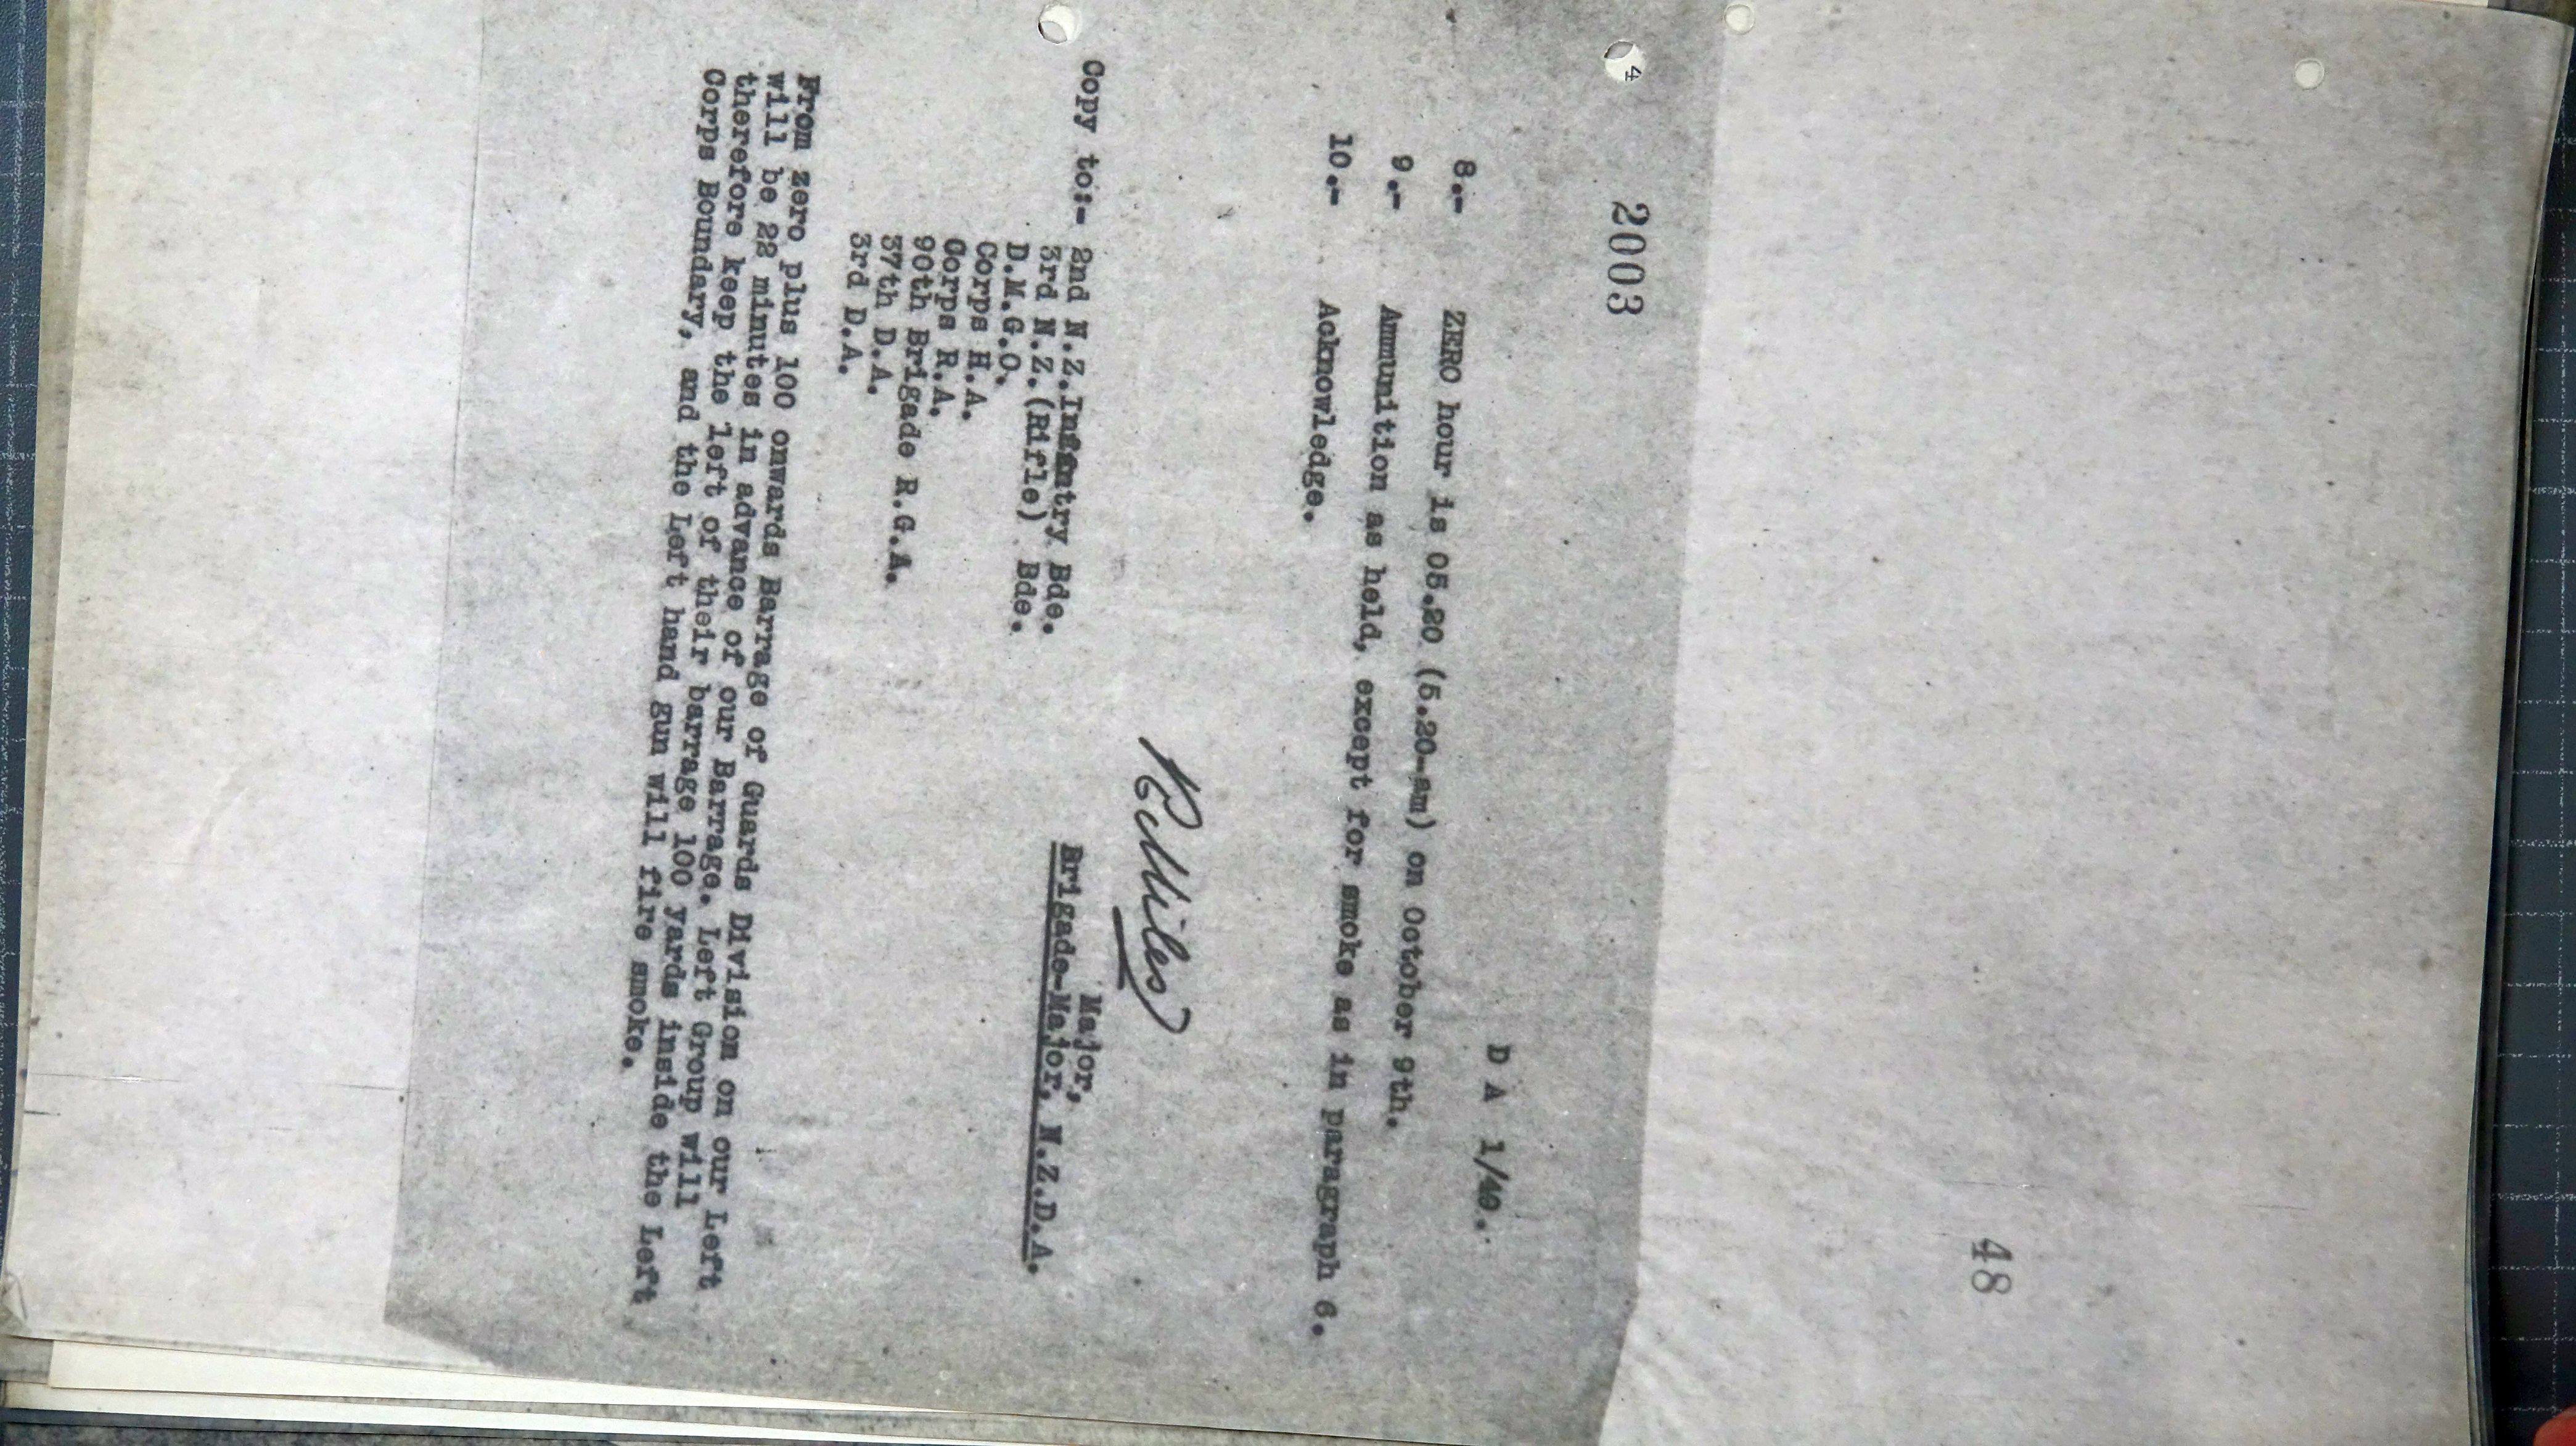 48
4
2003
D A 1/49.
8.- ZERO hour is 05.20 (5.20-am) on October 9th.
9.- Ammunition as held, except for smoke as in paragraph 6.
10.- Acknowledge.
Major,
Brigade-Major, N.Z.D.A.
Copy to:- 2nd N.Z.Infantry Bde.
3rd N.Z.(Rifle) Bde.
D.M.G.O.
Corps H.A.
Corps R.A.
90th Brigade R.G.A.
37th D.A.
3rd D.A.
From zero plus 100 onwards Barrage of Guards Division on our Left
will be 22 minutes in advance of our Barrage. Left Group will
therefore keep the left of their barrage 100 yards inside the Left
Corps Boundary, and the Left hand gun will fire smoke.